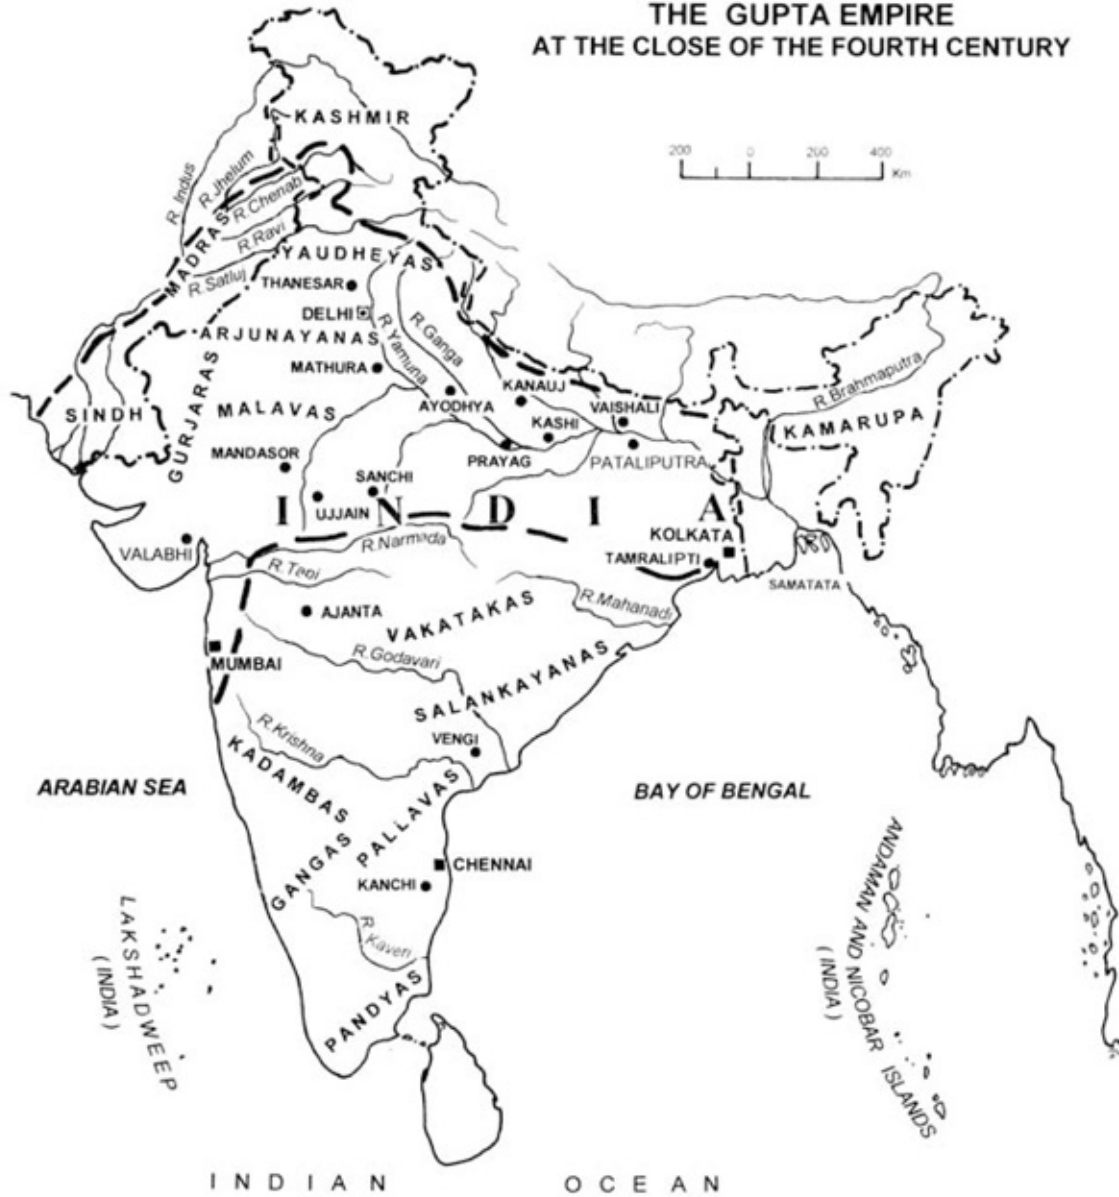 THE GUPTA EMPIRE
AT THE CLOSE OF THE FOURTH CENTURY
200 0 200 400
Km
KASHMIR
R.Indus
R.Jhelum
R.Chenab
R.Ravi
MADRAS
R.Satluj
YAUDHEYAS
THANESAR
DELHI
ARJUNAYANAS
R.Yamuna
R.Ganga
MATHURA
KANAUJ
AYODHYA
VAISHALI
R.Brahmaputra
SINDH
GURJARAS
MALAVAS
KASHI
KAMARUPA
MANDASOR
PRAYAG
PATALIPUTRA
SANCHI
UJJAIN
INDIA
KOLKATA
VALABHI
R.Narmada
TAMRALIPTI
R.Tapi
SAMATATA
AJANTA
VAKATAKAS
R.Mahanadi
MUMBAI
R.Godavari
SALANKAYANAS
R.Krishna
VENGI
KADAMBAS
ARABIAN SEA
BAY OF BENGAL
PALLAVAS
GANGAS
CHENNAI
KANCHI
R.Kaveri
LAKSHADWEEP
(INDIA)
ANDAMAN AND NICOBAR ISLANDS
(INDIA)
PANDYAS
INDIAN OCEAN